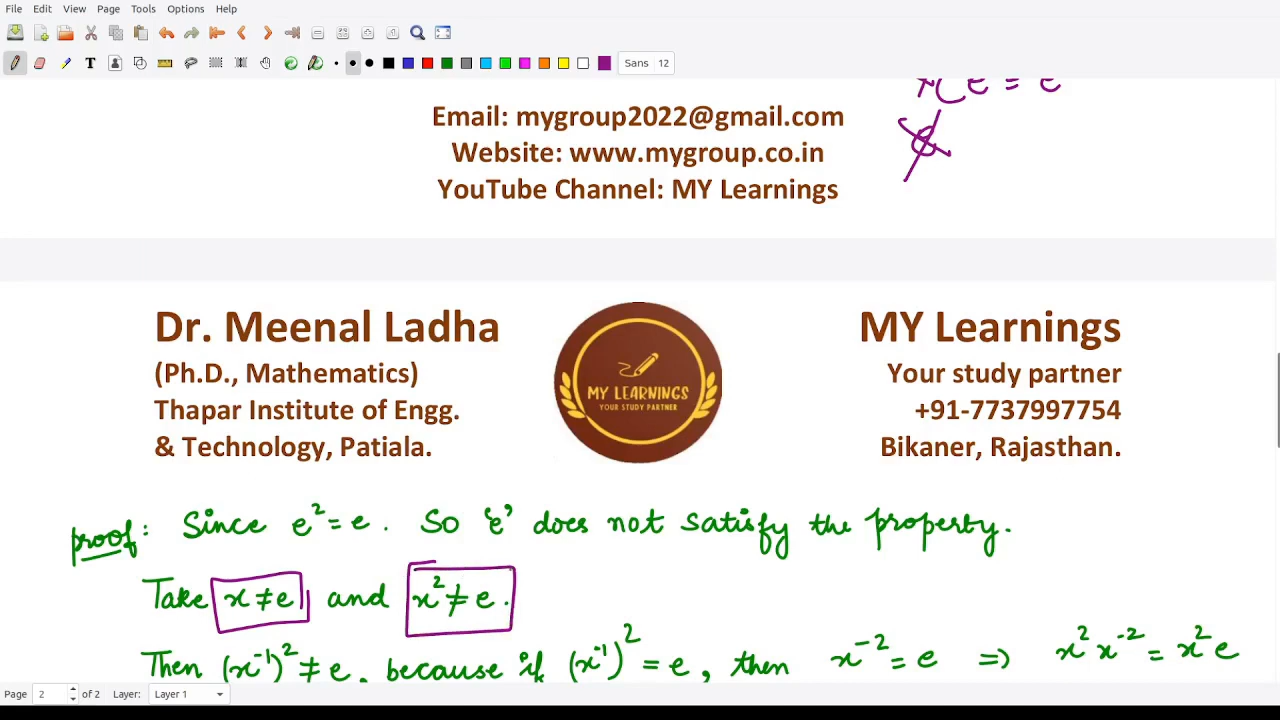 File Meenl View Page Tools Options Help
T Sans 12
e = e
Email: mygroup2022@gmail.com
Website: www.mygroup.co.in
YouTube Channel: MY Learnings
Dr. Meenal Ladha
(Ph.D., Mathematics)
Thapar Institute of Engg.
& Technology, Patiala.
MY LEARNINGS
YOUR STUDY PARTNER
MY Learnings
Your study partner
+91-7737997754
Bikaner, Rajasthan.
proof: Since e² = e. So 'e' does not satisfy the property.
Take x ≠ e and x² ≠ e.
Then (x⁻¹)² ≠ e, because if (x⁻¹)² = e, then x⁻² = e ⇒ x² x⁻² = x² e
Page 2 of 2 Layer: Layer 1